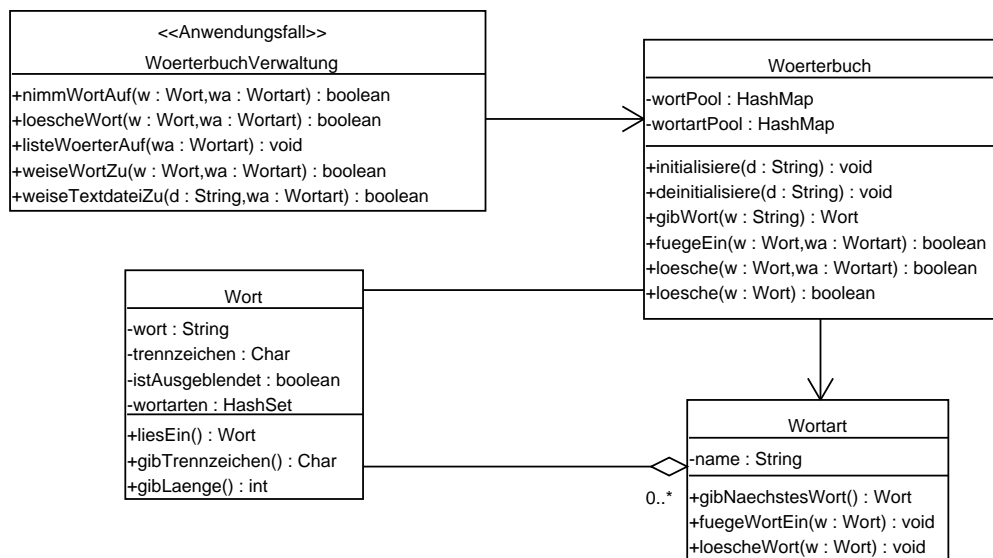 <<Anwendungsfall>>
WoerterbuchVerwaltung
+nimmWortAuf(w : Wort,wa : Wortart) : boolean
+loescheWort(w : Wort,wa : Wortart) : boolean
+listeWoerterAuf(wa : Wortart) : void
+weiseWortZu(w : Wort,wa : Wortart) : boolean
+weiseTextdateiZu(d : String,wa : Wortart) : boolean
Woerterbuch
-wortPool : HashMap
-wortartPool : HashMap
+initialisiere(d : String) : void
+deinitialisiere(d : String) : void
+gibWort(w : String) : Wort
+fuegeEin(w : Wort,wa : Wortart) : boolean
+loesche(w : Wort,wa : Wortart) : boolean
+loesche(w : Wort) : boolean
Wort
-wort : String
-trennzeichen : Char
-istAusgeblendet : boolean
-wortarten : HashSet
+liesEin() : Wort
+gibTrennzeichen() : Char
+gibLaenge() : int
0..*
Wortart
-name : String
+gibNaechstesWort() : Wort
+fuegeWortEin(w : Wort) : void
+loescheWort(w : Wort) : void